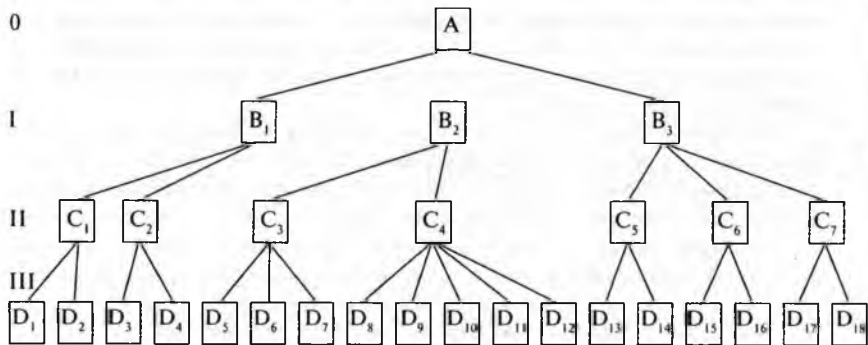 0 A
I B₁ B₂ B₃
II C₁ C₂ C₃ C₄ C₅ C₆ C₇
III
D₁ D₂ D₃ D₄ D₅ D₆ D₇ D₈ D₉ D₁₀ D₁₁ D₁₂ D₁₃ D₁₄ D₁₅ D₁₆ D₁₇ D₁₈